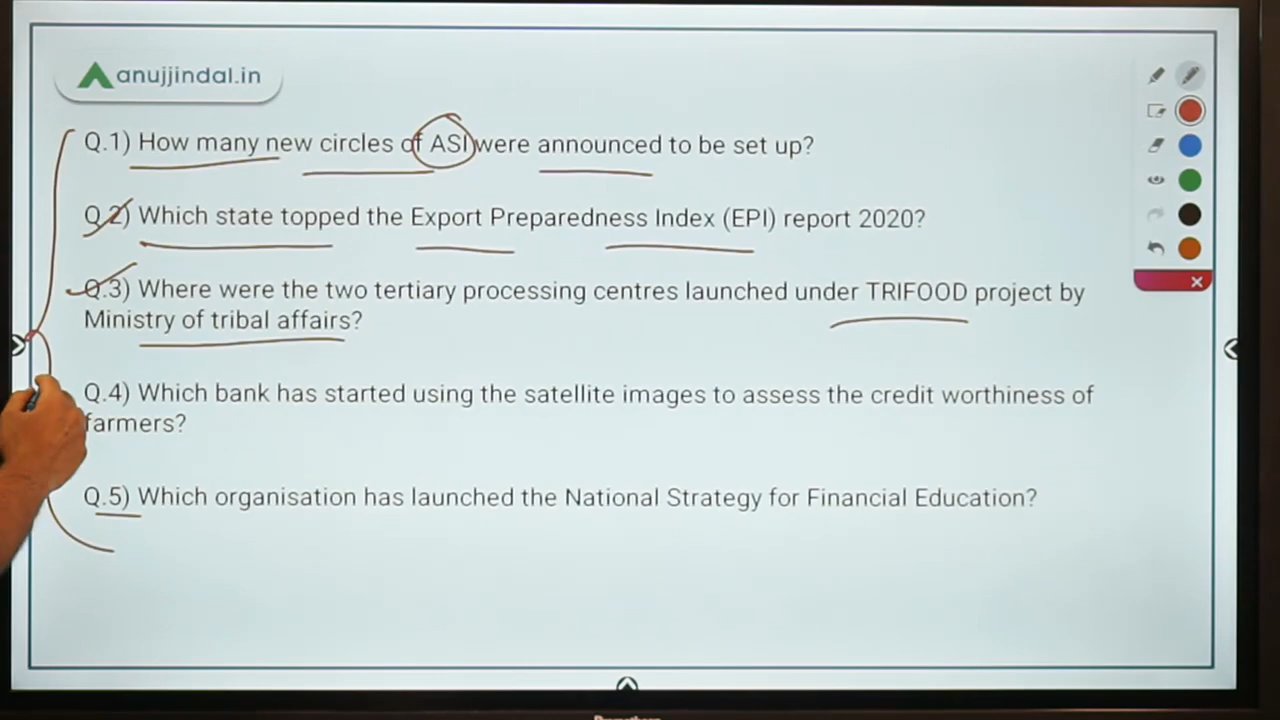 anujjindal.in
Q.1) How many new circles of ASI were announced to be set up?
Q.2) Which state topped the Export Preparedness Index (EPI) report 2020?
Q.3) Where were the two tertiary processing centres launched under TRIFOOD project by
Ministry of tribal affairs?
Q.4) Which bank has started using the satellite images to assess the credit worthiness of
farmers?
Q.5) Which organisation has launched the National Strategy for Financial Education?